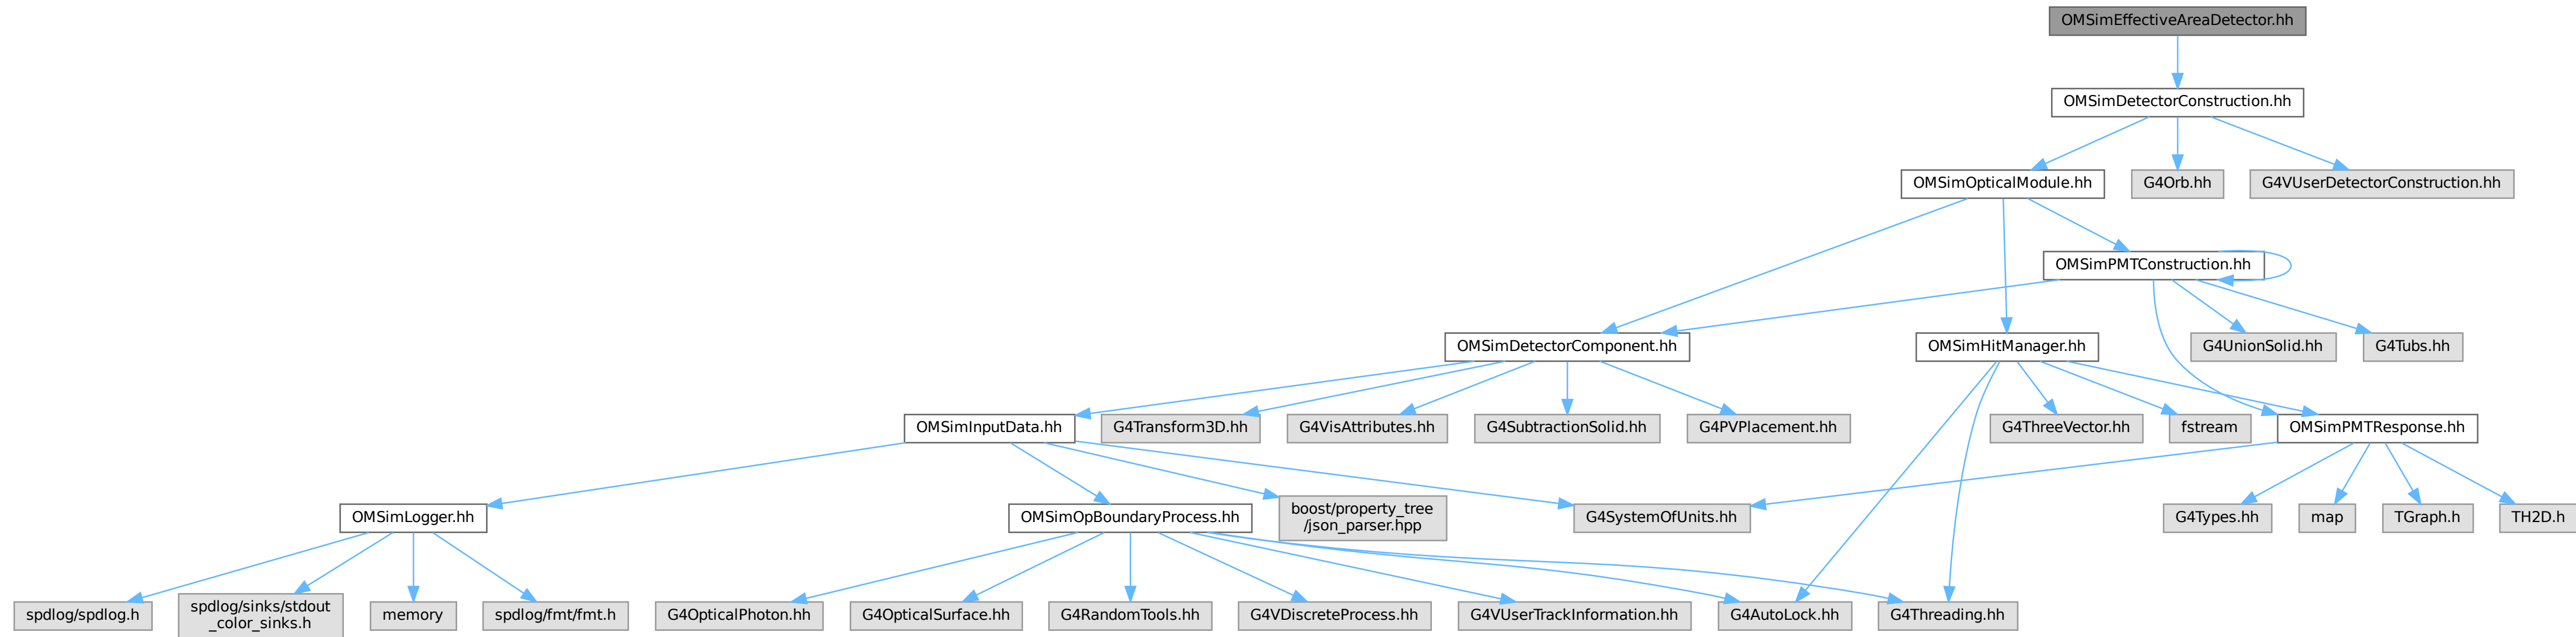 OMSimEffectiveAreaDetector.hh
OMSimDetectorConstruction.hh
OMSimOpticalModule.hh
G4Orb.hh
G4VUserDetectorConstruction.hh
OMSimPMTConstruction.hh
OMSimDetectorComponent.hh
OMSimHitManager.hh
G4UnionSolid.hh
G4Tubs.hh
OMSimInputData.hh
G4Transform3D.hh
G4VisAttributes.hh
G4SubtractionSolid.hh
G4PVPlacement.hh
G4ThreeVector.hh
fstream
OMSimPMTResponse.hh
OMSimLogger.hh
OMSimOpBoundaryProcess.hh
boost/property_tree
/json_parser.hpp
G4SystemOfUnits.hh
G4Types.hh
map
TGraph.h
TH2D.h
spdlog/spdlog.h
spdlog/sinks/stdout
_color_sinks.h
memory
spdlog/fmt/fmt.h
G4OpticalPhoton.hh
G4OpticalSurface.hh
G4RandomTools.hh
G4VDiscreteProcess.hh
G4VUserTrackInformation.hh
G4AutoLock.hh
G4Threading.hh